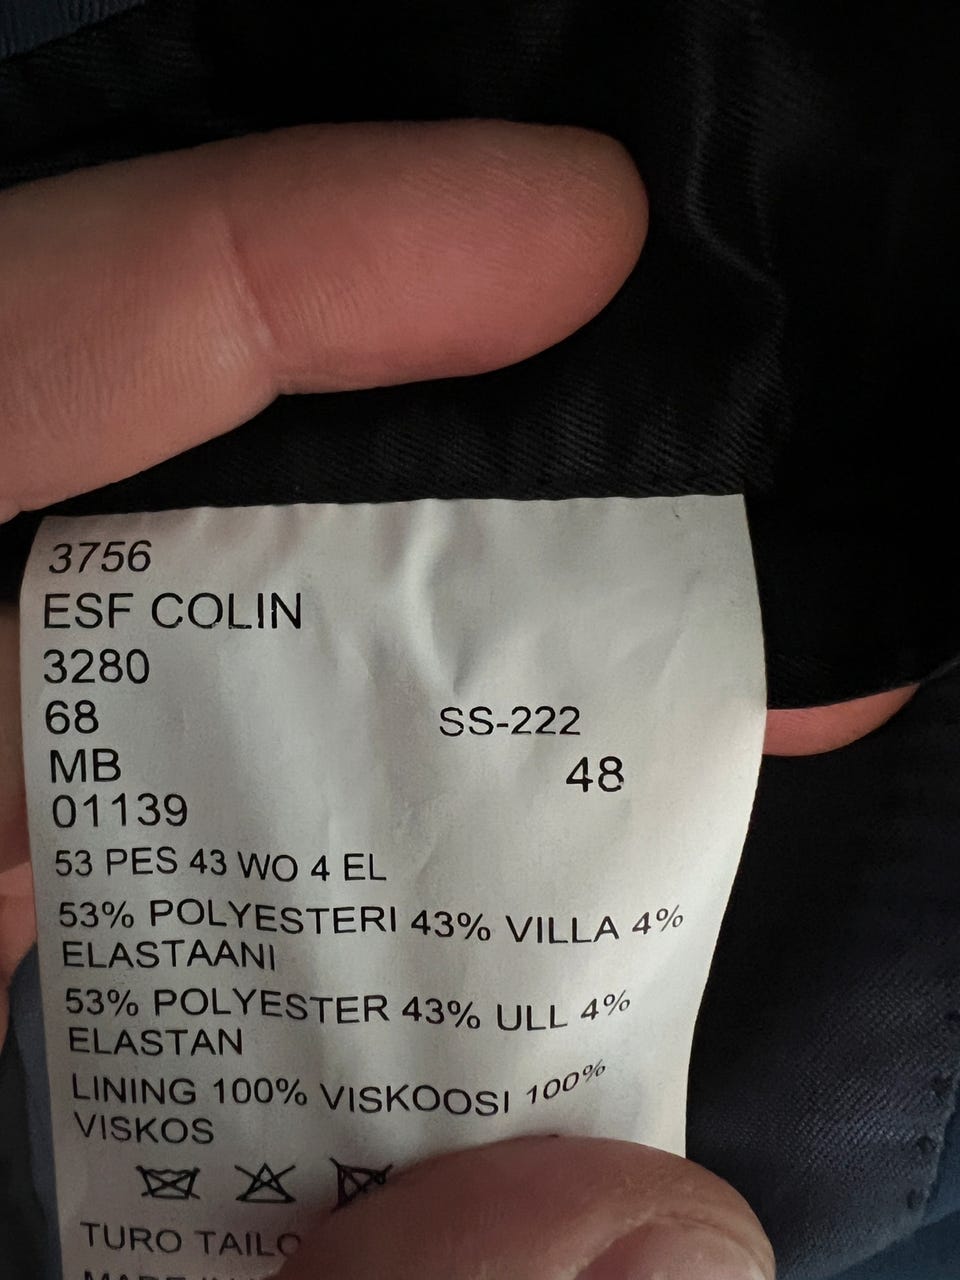 3756
ESF COLIN
3280
68 SS-222
MB 48
01139
53 PES 43 WO 4 EL
53% POLYESTERI 43% VILLA 4%
ELASTAANI
53% POLYESTER 43% ULL 4%
ELASTAN
LINING 100% VISKOOSI 100%
VISKOS
TURO